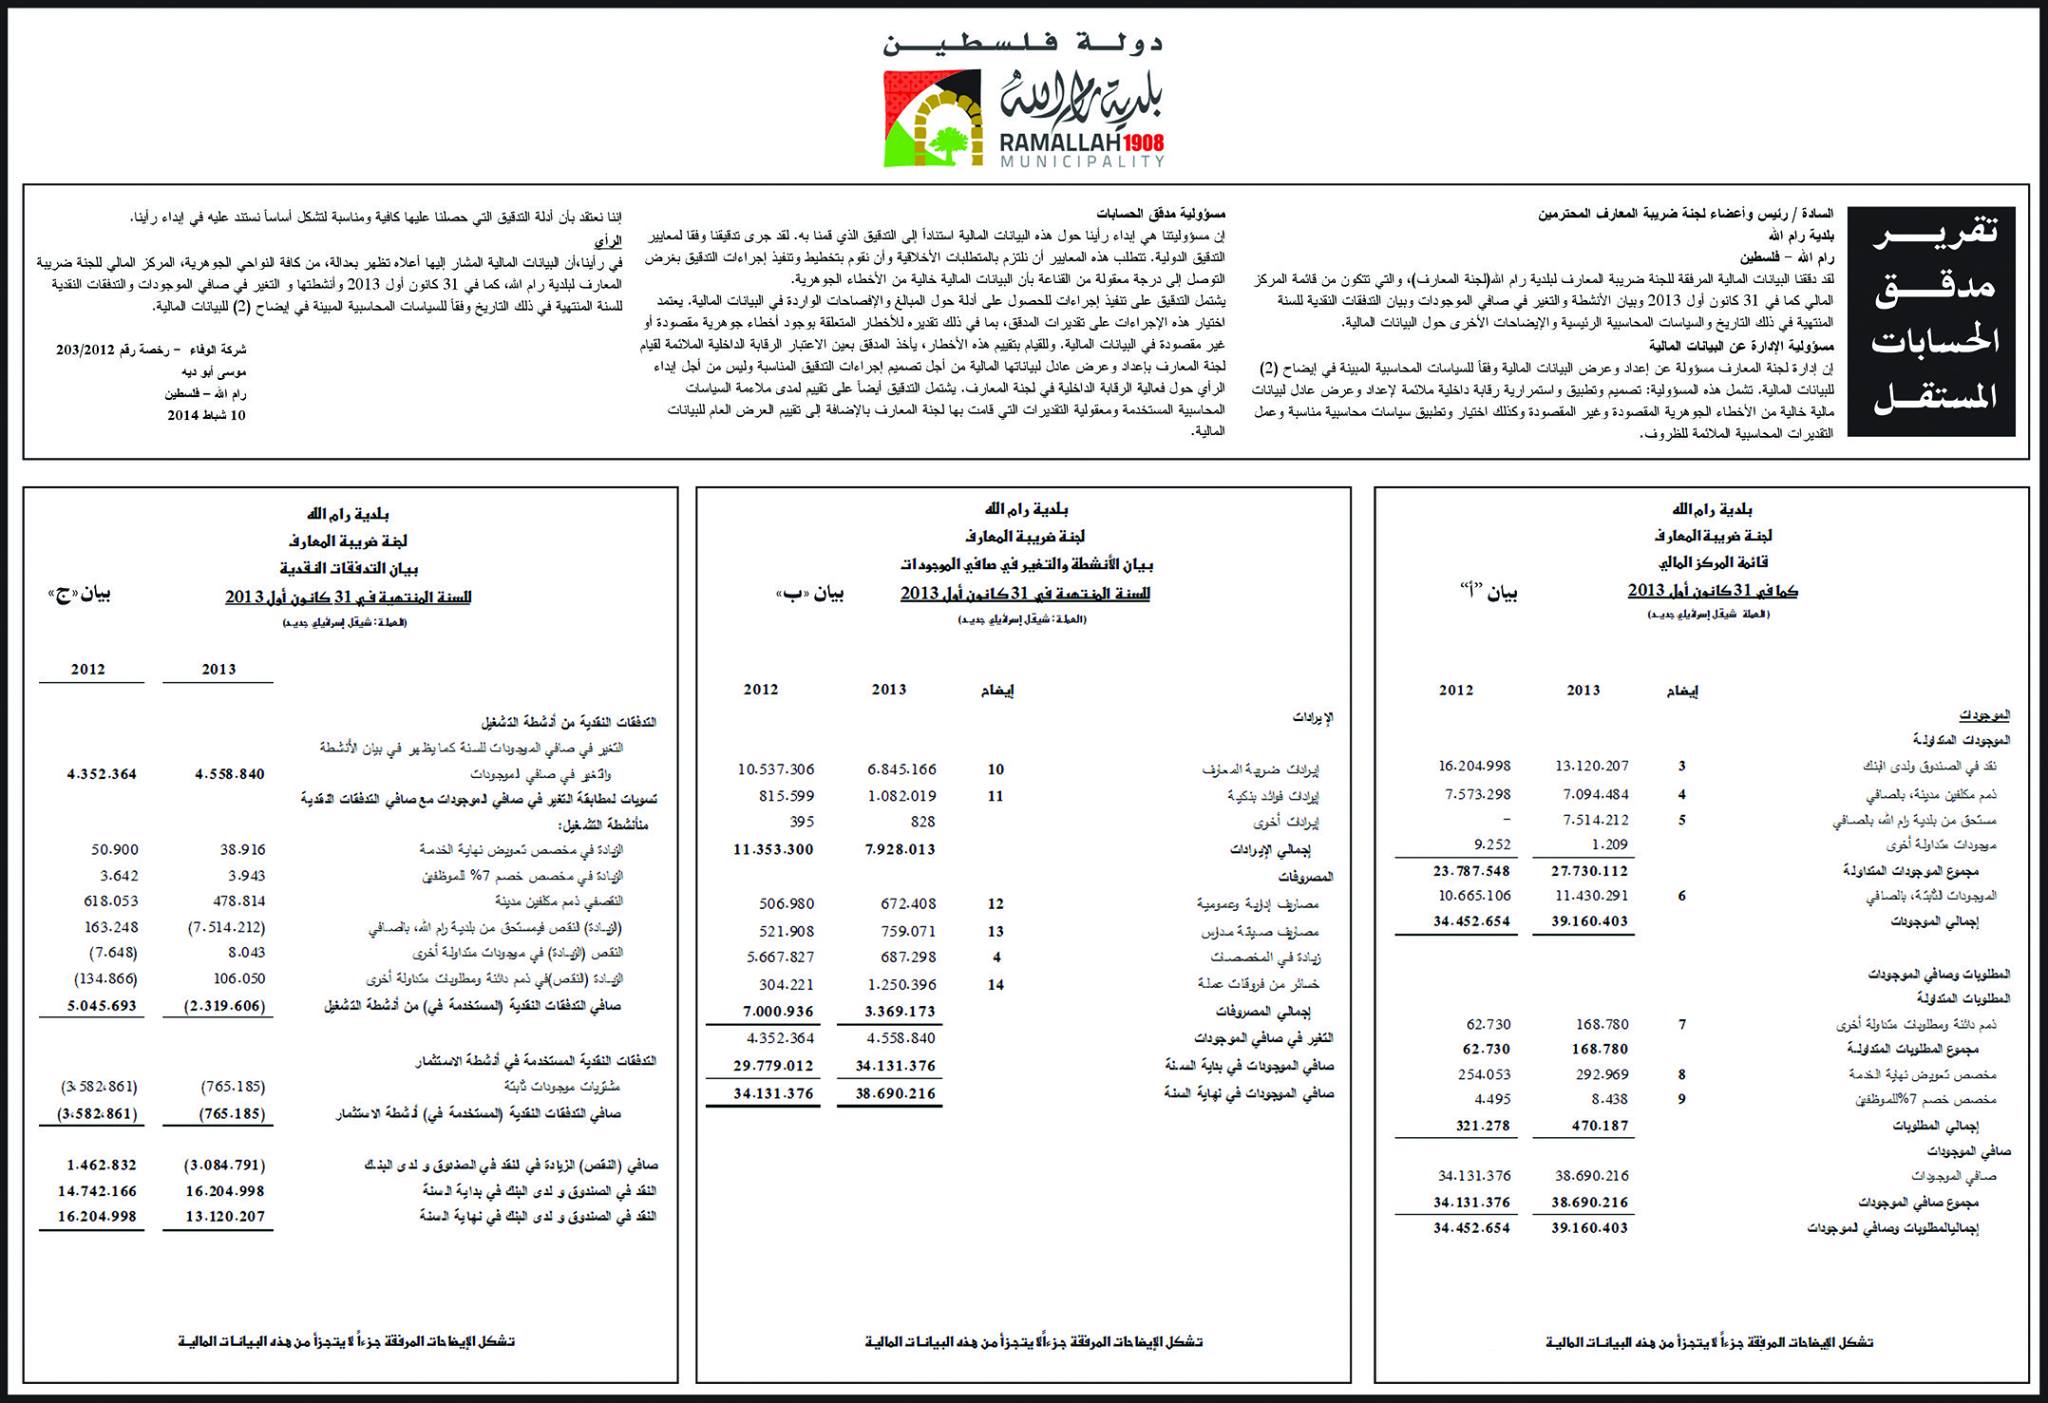 دولة فلسطين
بلدية رام الله
RAMALLAH 1908
MUNICIPALITY
تقرير
مدقق
الحسابات
المستقل
السادة / رئيس وأعضاء لجنة ضريبة المعارف المحترمين
بلدية رام الله
رام الله – فلسطين
لقد دققنا البيانات المالية المرفقة للجنة ضريبة المعارف لبلدية رام الله(لجنة المعارف)، والتي تتكون من قائمة المركز
المالي كما في 31 كانون أول 2013 وبيان الأنشطة والتغير في صافي الموجودات وبيان التدفقات النقدية للسنة
المنتهية في ذلك التاريخ والسياسات المحاسبية الرئيسية والإيضاحات الأخرى حول البيانات المالية.
مسؤولية الإدارة عن البيانات المالية
إن إدارة لجنة المعارف مسؤولة عن إعداد وعرض البيانات المالية وفقاً للسياسات المحاسبية المبينة في إيضاح (2)
للبيانات المالية. تشمل هذه المسؤولية: تصميم وتطبيق واستمرارية رقابة داخلية ملائمة لإعداد وعرض عادل لبيانات
مالية خالية من الأخطاء الجوهرية المقصودة وغير المقصودة وكذلك اختيار وتطبيق سياسات محاسبية مناسبة وعمل
التقديرات المحاسبية الملائمة للظروف.
مسؤولية مدقق الحسابات
إن مسؤوليتنا هي إبداء رأينا حول هذه البيانات المالية استناداً إلى التدقيق الذي قمنا به. لقد جرى تدقيقنا وفقا لمعايير
التدقيق الدولية. تتطلب هذه المعايير أن نلتزم بالمتطلبات الأخلاقية وأن نقوم بتخطيط وتنفيذ إجراءات التدقيق بغرض
التوصل إلى درجة معقولة من القناعة بأن البيانات المالية خالية من الأخطاء الجوهرية.
يشتمل التدقيق على تنفيذ إجراءات للحصول على أدلة حول المبالغ والإفصاحات الواردة في البيانات المالية. يعتمد
اختيار هذه الإجراءات على تقديرات المدقق، بما في ذلك تقديره للأخطار المتعلقة بوجود أخطاء جوهرية مقصودة أو
غير مقصودة في البيانات المالية. وللقيام بتقييم هذه الأخطار، يأخذ المدقق بعين الاعتبار الرقابة الداخلية الملائمة لقيام
لجنة المعارف بإعداد وعرض عادل لبياناتها المالية من أجل تصميم إجراءات التدقيق المناسبة وليس من أجل إبداء
الرأي حول فعالية الرقابة الداخلية في لجنة المعارف. يشتمل التدقيق أيضاً على تقييم لمدى ملاءمة السياسات
المحاسبية المستخدمة ومعقولية التقديرات التي قامت بها لجنة المعارف بالإضافة إلى تقييم العرض العام للبيانات
المالية.
إننا نعتقد بأن أدلة التدقيق التي حصلنا عليها كافية ومناسبة لتشكل أساساً نستند عليه في إبداء رأينا.
الرأي
في رأينا،أن البيانات المالية المشار إليها أعلاه تظهر بعدالة، من كافة النواحي الجوهرية، المركز المالي للجنة ضريبة
المعارف لبلدية رام الله، كما في 31 كانون أول 2013 وأنشطتها و التغير في صافي الموجودات والتدفقات النقدية
للسنة المنتهية في ذلك التاريخ وفقاً للسياسات المحاسبية المبينة في إيضاح (2) للبيانات المالية.
شركة الوفاء – رخصة رقم 203/2012
موسى أبو ديه
رام الله – فلسطين
10 شباط 2014
بلدية رام الله
لجنة ضريبة المعارف
قائمة المركز المالي
كما في 31 كانون أول 2013 بيان ”أ“
(العملة شيقل إسرائيلي جديد)
إيضاح 2013 2012
الموجودات
الموجودات المتداولة
نقد في الصندوق ولدى البنك 3 13.120.207 16.204.998
ذمم مكلفين مدينة، بالصافي 4 7.094.484 7.573.298
مستحق من بلدية رام الله، بالصافي 5 7.514.212 –
موجودات متداولة أخرى 1.209 9.252
مجموع الموجودات المتداولة 27.730.112 23.787.548
الموجودات الثابتة، بالصافي 6 11.430.291 10.665.106
إجمالي الموجودات 39.160.403 34.452.654
المطلوبات وصافي الموجودات
المطلوبات المتداولة
ذمم دائنة ومطلوبات متداولة أخرى 7 168.780 62.730
مجموع المطلوبات المتداولة 168.780 62.730
مخصص تعويض نهاية الخدمة 8 292.969 254.053
مخصص خصم 7%للموظفين 9 8.438 4.495
إجمالي المطلوبات 470.187 321.278
صافي الموجودات
صافي الموجودات 38.690.216 34.131.376
مجموع صافي الموجودات 38.690.216 34.131.376
إجماليالمطلوبات وصافي الموجودات 39.160.403 34.452.654
تشكل الإيضاحات المرفقة جزءاً لا يتجزأ من هذه البيانات المالية
بلدية رام الله
لجنة ضريبة المعارف
بيان الأنشطة والتغير في صافي الموجودات
للسنة المنتهية في 31 كانون أول 2013 بيان «ب»
(العملة: شيقل إسرائيلي جديد)
إيضاح 2013 2012
الإيرادات
إيرادات ضريبة المعارف 10 6.845.166 10.537.306
إيرادات فوائد بنكية 11 1.082.019 815.599
إيرادات أخرى 828 395
إجمالي الإيرادات 7.928.013 11.353.300
المصروفات
مصاريف إدارية وعمومية 12 672.408 506.980
مصاريف صيانة مدارس 13 759.071 521.908
زيادة في المخصصات 4 687.298 5.667.827
خسائر من فروقات عملة 14 1.250.396 304.221
إجمالي المصروفات 3.369.173 7.000.936
التغير في صافي الموجودات 4.558.840 4.352.364
صافي الموجودات في بداية السنة 34.131.376 29.779.012
صافي الموجودات في نهاية السنة 38.690.216 34.131.376
تشكل الإيضاحات المرفقة جزءاًلا يتجزأ من هذه البيانات المالية
بلدية رام الله
لجنة ضريبة المعارف
بيان التدفقات النقدية
للسنة المنتهية في 31 كانون أول 2013 بيان «ج»
(العملة: شيقل إسرائيلي جديد)
2013 2012
التدفقات النقدية من أنشطة التشغيل
التغير في صافي الموجودات للسنة كما يظهر في بيان الأنشطة
والتغير في صافي الموجودات 4.558.840 4.352.364
تسويات لمطابقة التغير في صافي الموجودات مع صافي التدفقات النقدية
منأنشطة التشغيل:
الزيادة في مخصص تعويض نهاية الخدمة 38.916 50.900
الزيادة في مخصص خصم 7% للموظفين 3.943 3.642
النقصفي ذمم مكلفين مدينة 478.814 618.053
(الزيادة) النقص فيمستحق من بلدية رام الله، بالصافي (7.514.212) 163.248
النقص (الزيادة) في موجودات متداولة أخرى 8.043 (7.648)
الزيادة (النقص)في ذمم دائنة ومطلوبات متداولة أخرى 106.050 (134.866)
صافي التدفقات النقدية (المستخدمة في) من أنشطة التشغيل (2.319.606) 5.045.693
التدفقات النقدية المستخدمة في أنشطة الاستثمار
مشتريات موجودات ثابتة (765.185) (3.582.861)
صافي التدفقات النقدية (المستخدمة في) أنشطة الاستثمار (765.185) (3.582.861)
صافي (النقص) الزيادة في النقد في الصندوق و لدى البنك (3.084.791) 1.462.832
النقد في الصندوق و لدى البنك في بداية السنة 16.204.998 14.742.166
النقد في الصندوق و لدى البنك في نهاية السنة 13.120.207 16.204.998
تشكل الإيضاحات المرفقة جزءاً لا يتجزأ من هذه البيانات المالية